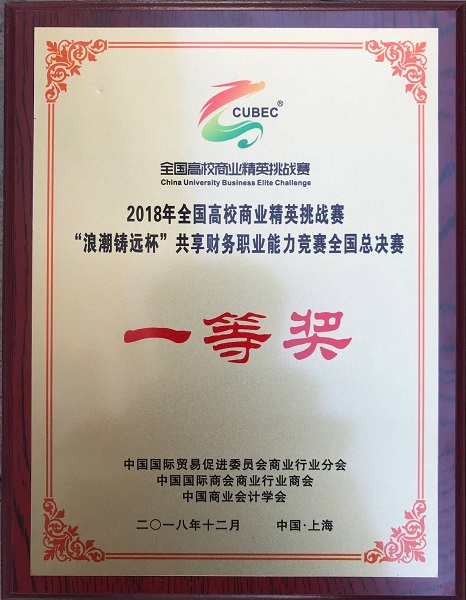 CUBEC®
全国高校商业精英挑战赛
China University Business Elite Challenge
2018年全国高校商业精英挑战赛
“浪潮铸远杯”共享财务职业能力竞赛全国总决赛
一等奖
中国国际贸易促进委员会商业行业分会
中国国际商会商业行业商会
中国商业会计学会
二〇一八年十二月 中国·上海